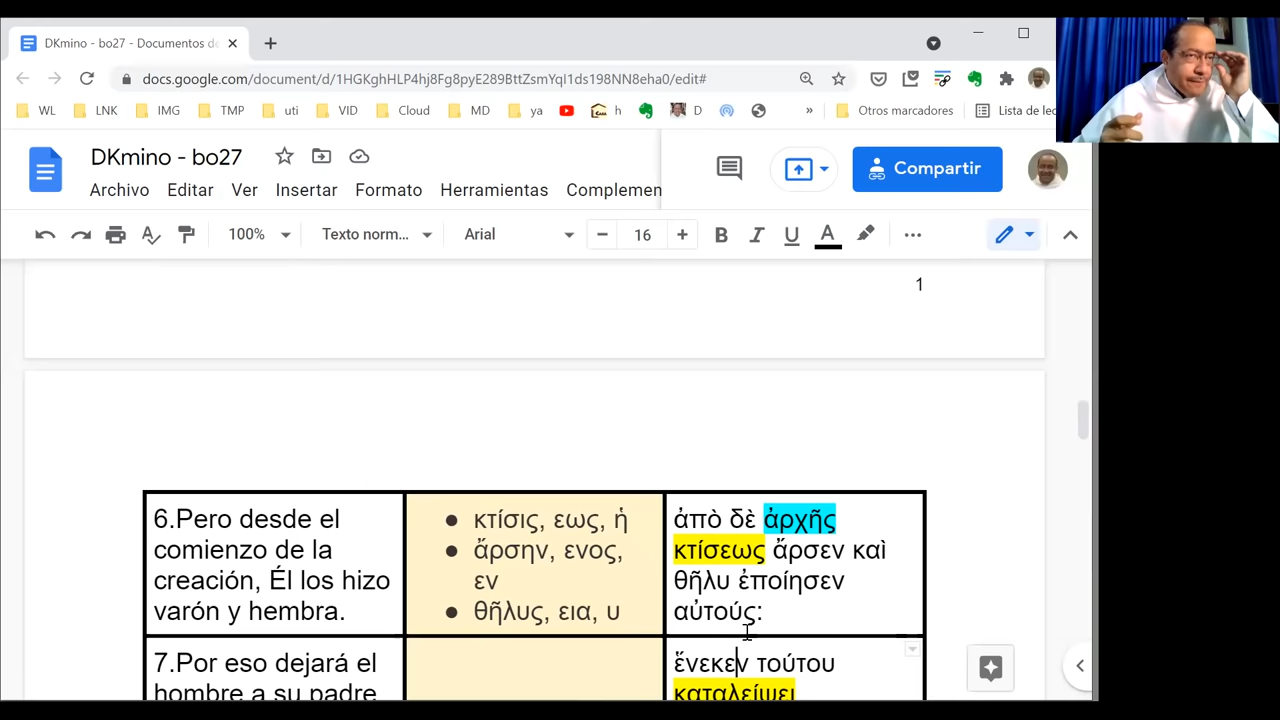 DKmino - bo27 - Documentos de
docs.google.com/document/d/1HGKghHLP4hj8Fg8pyE289BttZsmYqI1ds198NN8eha0/edit#
WL LNK IMG TMP uti VID Cloud MD ya h D » Otros marcadores Lista de lec
DKmino - bo27
Archivo Editar Ver Insertar Formato Herramientas Complemen
Compartir
100% Texto norm... Arial 16 B I U A
1
6.Pero desde el
comienzo de la
creación, Él los hizo
varón y hembra.
● κτίσις, εως, ἡ
● ἄρσην, ενος,
εν
● θῆλυς, εια, υ
ἀπὸ δὲ ἀρχῆς
κτίσεως ἄρσεν καὶ
θῆλυ ἐποίησεν
αὐτούς:
7.Por eso dejará el
hombre a su padre
ἕνεκεν τούτου
καταλείψει